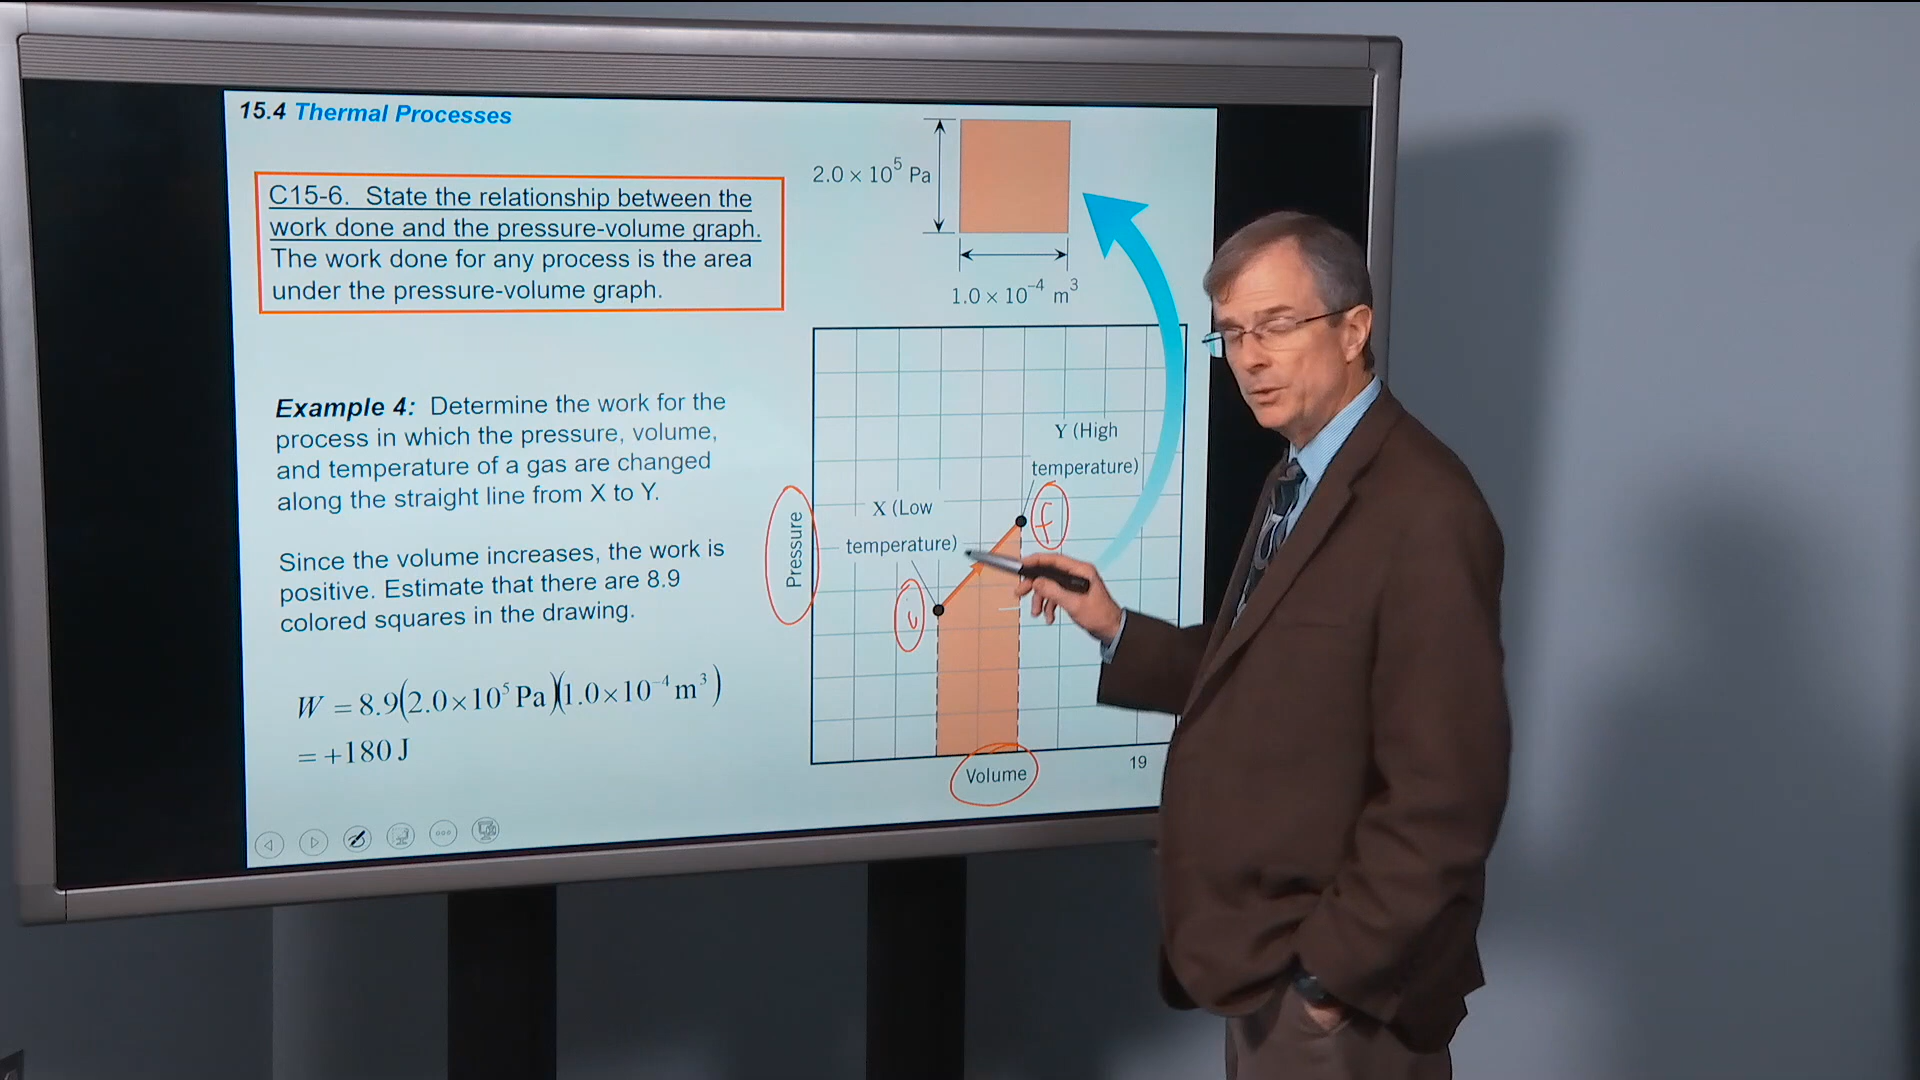 15.4 Thermal Processes
C15-6. State the relationship between the
work done and the pressure-volume graph.
The work done for any process is the area
under the pressure-volume graph.
Example 4: Determine the work for the
process in which the pressure, volume,
and temperature of a gas are changed
along the straight line from X to Y.
Since the volume increases, the work is
positive. Estimate that there are 8.9
colored squares in the drawing.
W = 8.9(2.0×10⁵ Pa)(1.0×10⁻⁴ m³)
= +180 J
2.0 × 10⁵ Pa
1.0 × 10⁻⁴ m³
Y (High
temperature)
X (Low
temperature)
f
i
Pressure
Volume
19